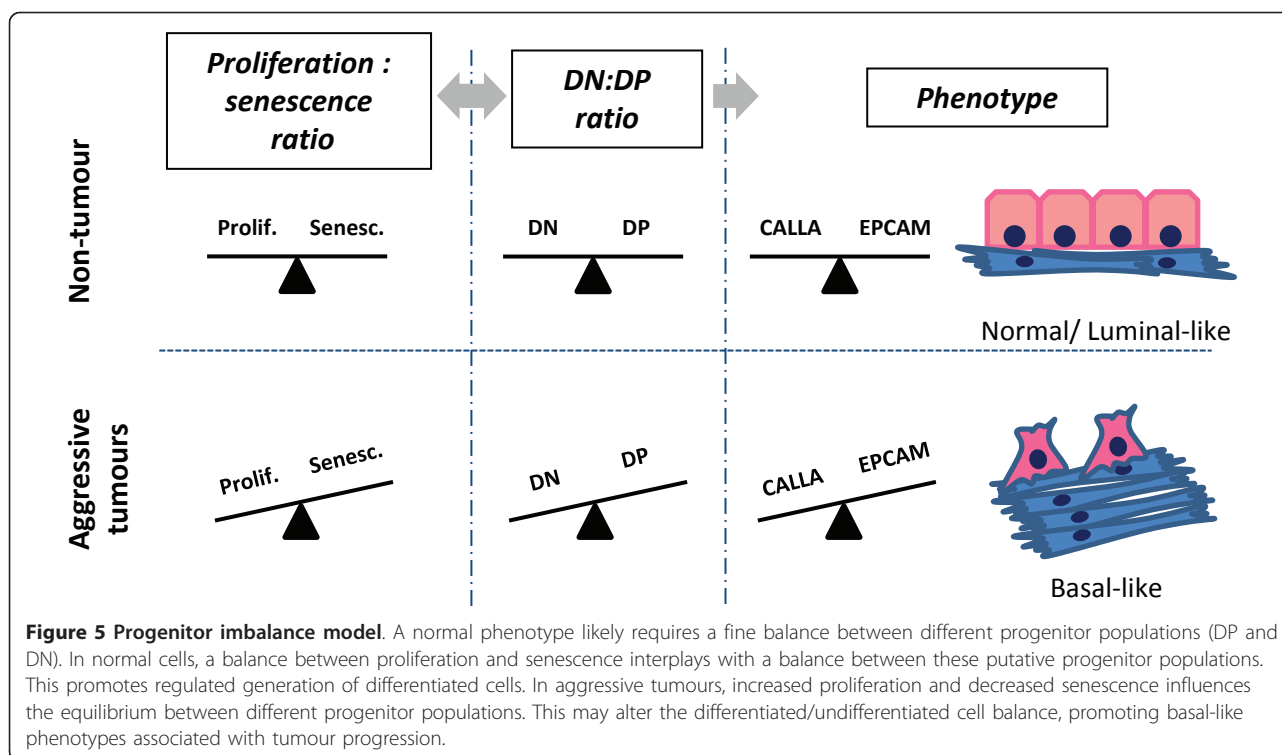 Proliferation :
senescence
ratio
DN:DP
ratio
Phenotype
Non-tumour
Prolif. Senesc.
DN DP
CALLA EPCAM
Normal/ Luminal-like
Aggressive
tumours
Prolif. Senesc.
DN DP
CALLA EPCAM
Basal-like
Figure 5 Progenitor imbalance model. A normal phenotype likely requires a fine balance between different progenitor populations (DP and
DN). In normal cells, a balance between proliferation and senescence interplays with a balance between these putative progenitor populations.
This promotes regulated generation of differentiated cells. In aggressive tumours, increased proliferation and decreased senescence influences
the equilibrium between different progenitor populations. This may alter the differentiated/undifferentiated cell balance, promoting basal-like
phenotypes associated with tumour progression.